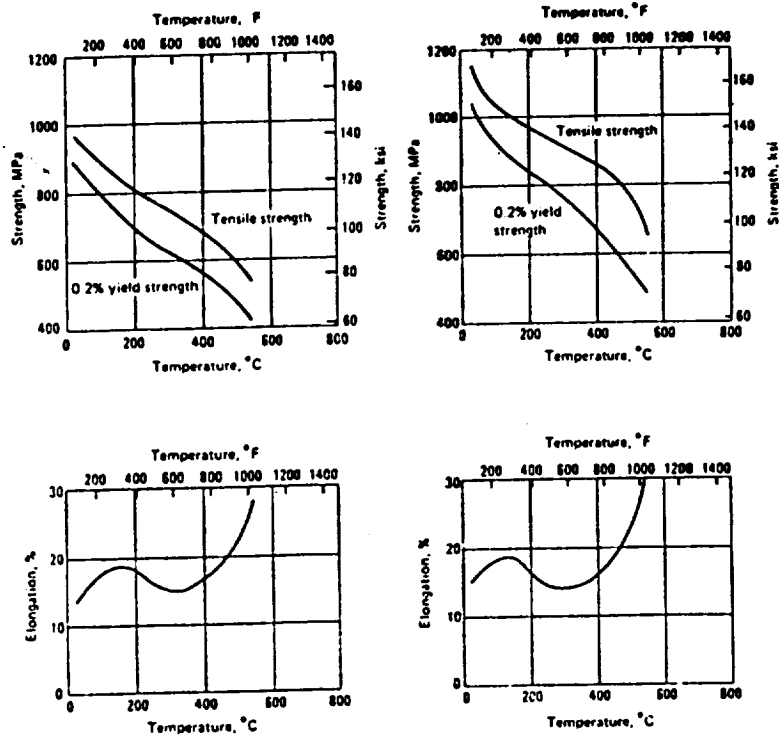 Temperature, F
200 400 600 800 1000 1200 1400
1200
1000
800
600
400
Strength, MPa
160
140
120
100
80
60
Strength, ksi
Tensile strength
0 2% yield strength
0 200 400 600 800
Temperature, °C
Temperature, °F
200 400 600 800 1000 1200 1400
1200
1000
800
600
400
Strength, MPa
160
140
120
100
80
60
Strength, ksi
Tensile strength
0.2% yield
strength
0 200 400 600 800
Temperature, °C
Temperature, °F
200 400 600 800 1000 1200 1400
30
20
10
0
Elongation, %
0 200 400 600 800
Temperature, °C
Temperature, °F
200 400 600 800 1000 1200 1400
30
20
10
0
Elongation, %
0 200 400 600 800
Temperature, °C